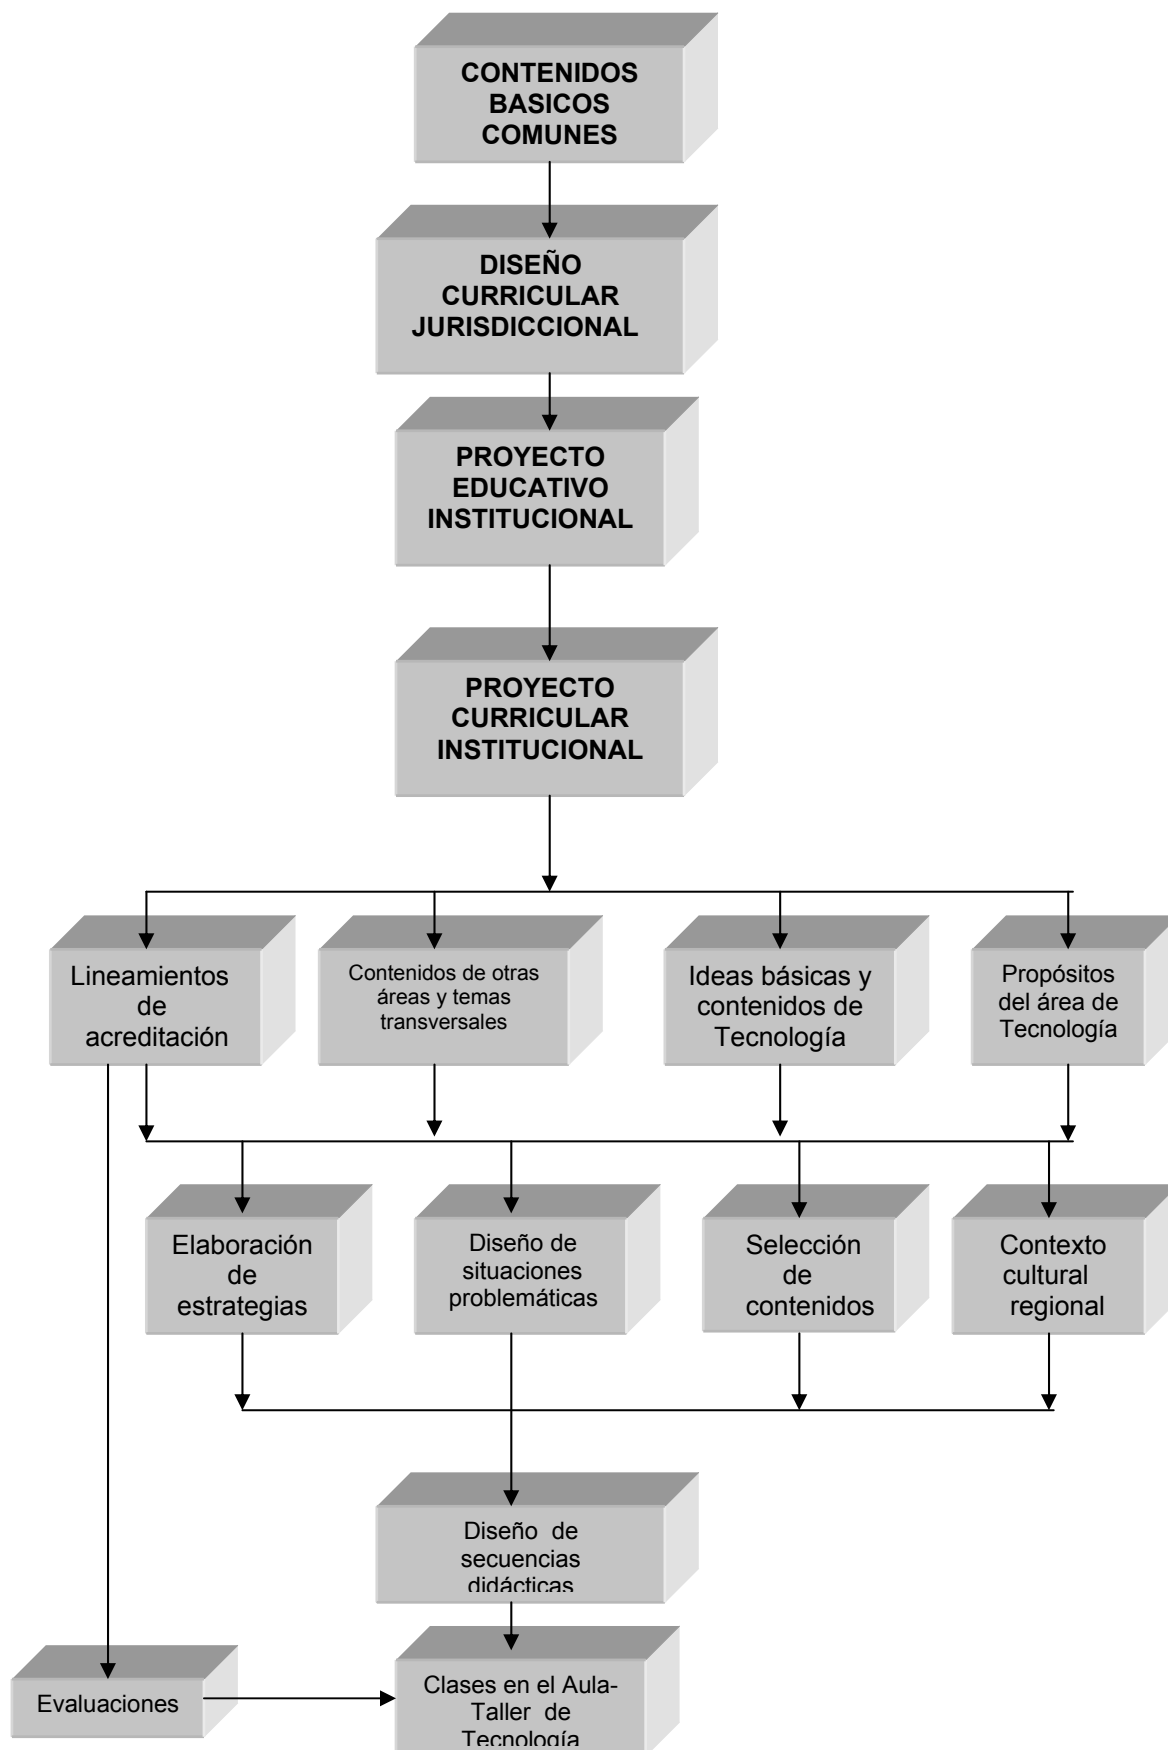 CONTENIDOS
BASICOS
COMUNES
DISEÑO
CURRICULAR
JURISDICCIONAL
PROYECTO
EDUCATIVO
INSTITUCIONAL
PROYECTO
CURRICULAR
INSTITUCIONAL
Lineamientos
de
acreditación
Contenidos de otras
áreas y temas
transversales
Ideas básicas y
contenidos de
Tecnología
Propósitos
del área de
Tecnología
Elaboración
de
estrategias
Diseño de
situaciones
problemáticas
Selección
de
contenidos
Contexto
cultural
regional
Diseño de
secuencias
didácticas
Evaluaciones
Clases en el Aula-
Taller de
Tecnología